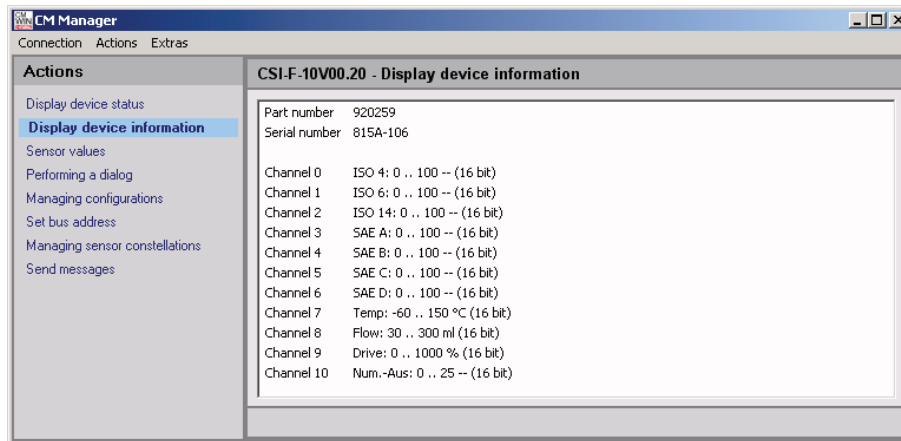 CM WIN
CM Manager
Connection Actions Extras
Actions
Display device status
Display device information
Sensor values
Performing a dialog
Managing configurations
Set bus address
Managing sensor constellations
Send messages
CSI-F-10V00.20 - Display device information
Part number 920259
Serial number 815A-106
Channel 0 ISO 4: 0 .. 100 -- (16 bit)
Channel 1 ISO 6: 0 .. 100 -- (16 bit)
Channel 2 ISO 14: 0 .. 100 -- (16 bit)
Channel 3 SAE A: 0 .. 100 -- (16 bit)
Channel 4 SAE B: 0 .. 100 -- (16 bit)
Channel 5 SAE C: 0 .. 100 -- (16 bit)
Channel 6 SAE D: 0 .. 100 -- (16 bit)
Channel 7 Temp: -60 .. 150 °C (16 bit)
Channel 8 Flow: 30 .. 300 ml (16 bit)
Channel 9 Drive: 0 .. 1000 % (16 bit)
Channel 10 Num.-Aus: 0 .. 25 -- (16 bit)